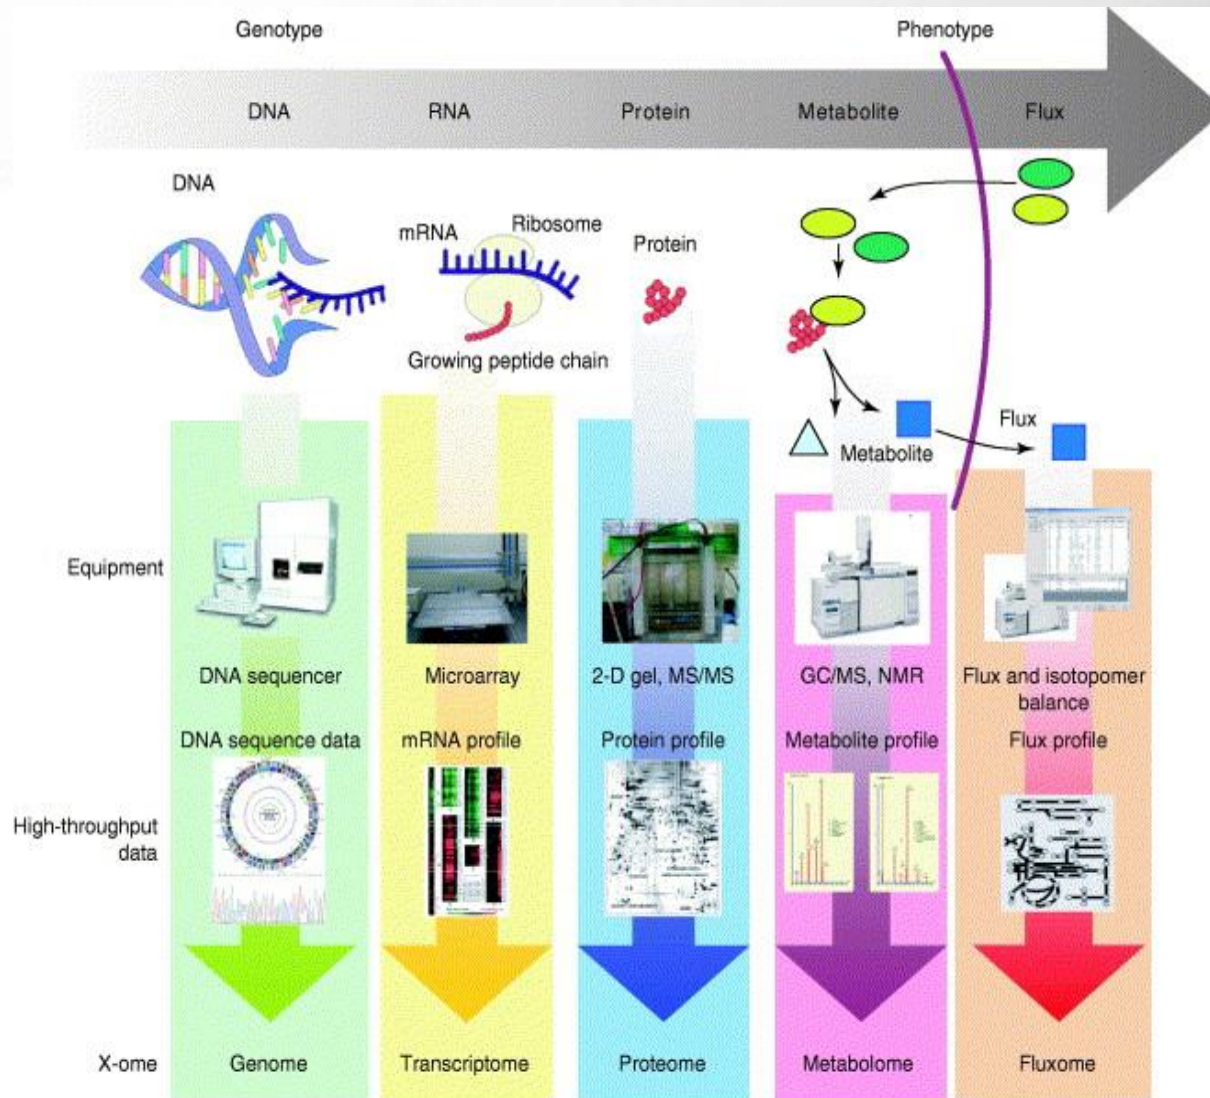 Genotype
Phenotype
DNA
RNA
Protein
Metabolite
Flux
DNA
mRNA
Ribosome
Growing peptide chain
Protein
Metabolite
Flux
Equipment
DNA sequencer
Microarray
2-D gel, MS/MS
GC/MS, NMR
Flux and isotopomer
balance
DNA sequence data
mRNA profile
Protein profile
Metabolite profile
Flux profile
High-throughput
data
X-ome
Genome
Transcriptome
Proteome
Metabolome
Fluxome